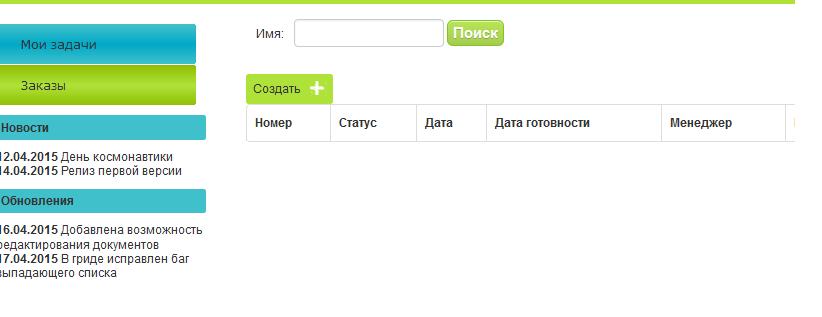 Мои задачи
Заказы
Новости
12.04.2015 День космонавтики
14.04.2015 Релиз первой версии
Обновления
16.04.2015 Добавлена возможность
редактирования документов
17.04.2015 В гриде исправлен баг
выпадающего списка
Имя: Поиск
Создать
Номер Статус Дата Дата готовности Менеджер